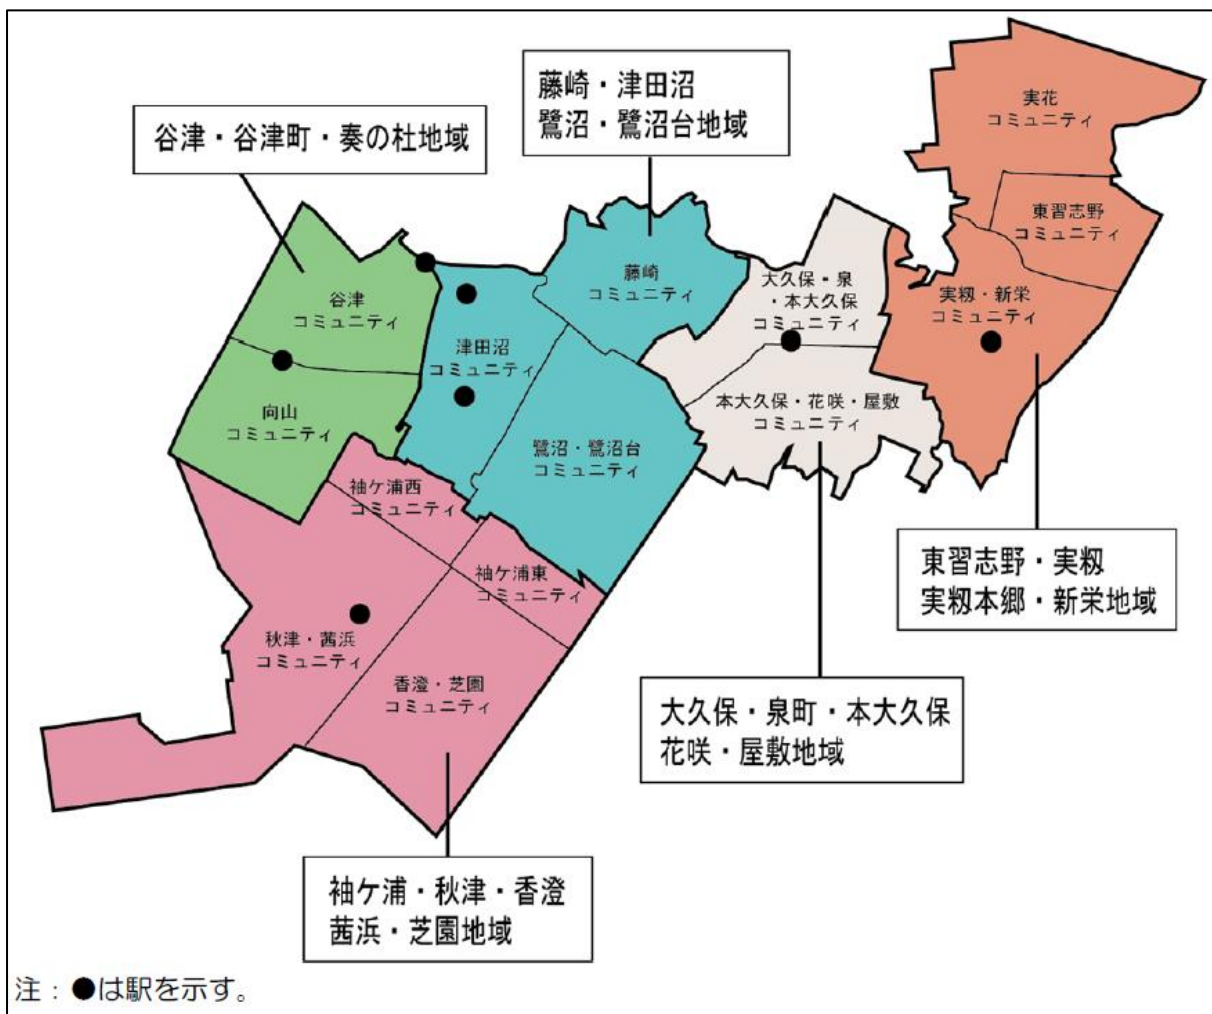 藤崎・津田沼
鷺沼・鷺沼台地域
谷津・谷津町・奏の杜地域
実花
コミュニティ
東習志野
コミュニティ
藤崎
コミュニティ
大久保・泉
・本大久保
コミュニティ
実籾・新栄
コミュニティ
谷津
コミュニティ
津田沼
コミュニティ
向山
コミュニティ
本大久保・花咲・屋敷
コミュニティ
鷺沼・鷺沼台
コミュニティ
袖ケ浦西
コミュニティ
袖ケ浦東
コミュニティ
秋津・茜浜
コミュニティ
香澄・芝園
コミュニティ
東習志野・実籾
実籾本郷・新栄地域
大久保・泉町・本大久保
花咲・屋敷地域
袖ケ浦・秋津・香澄
茜浜・芝園地域
注：●は駅を示す。